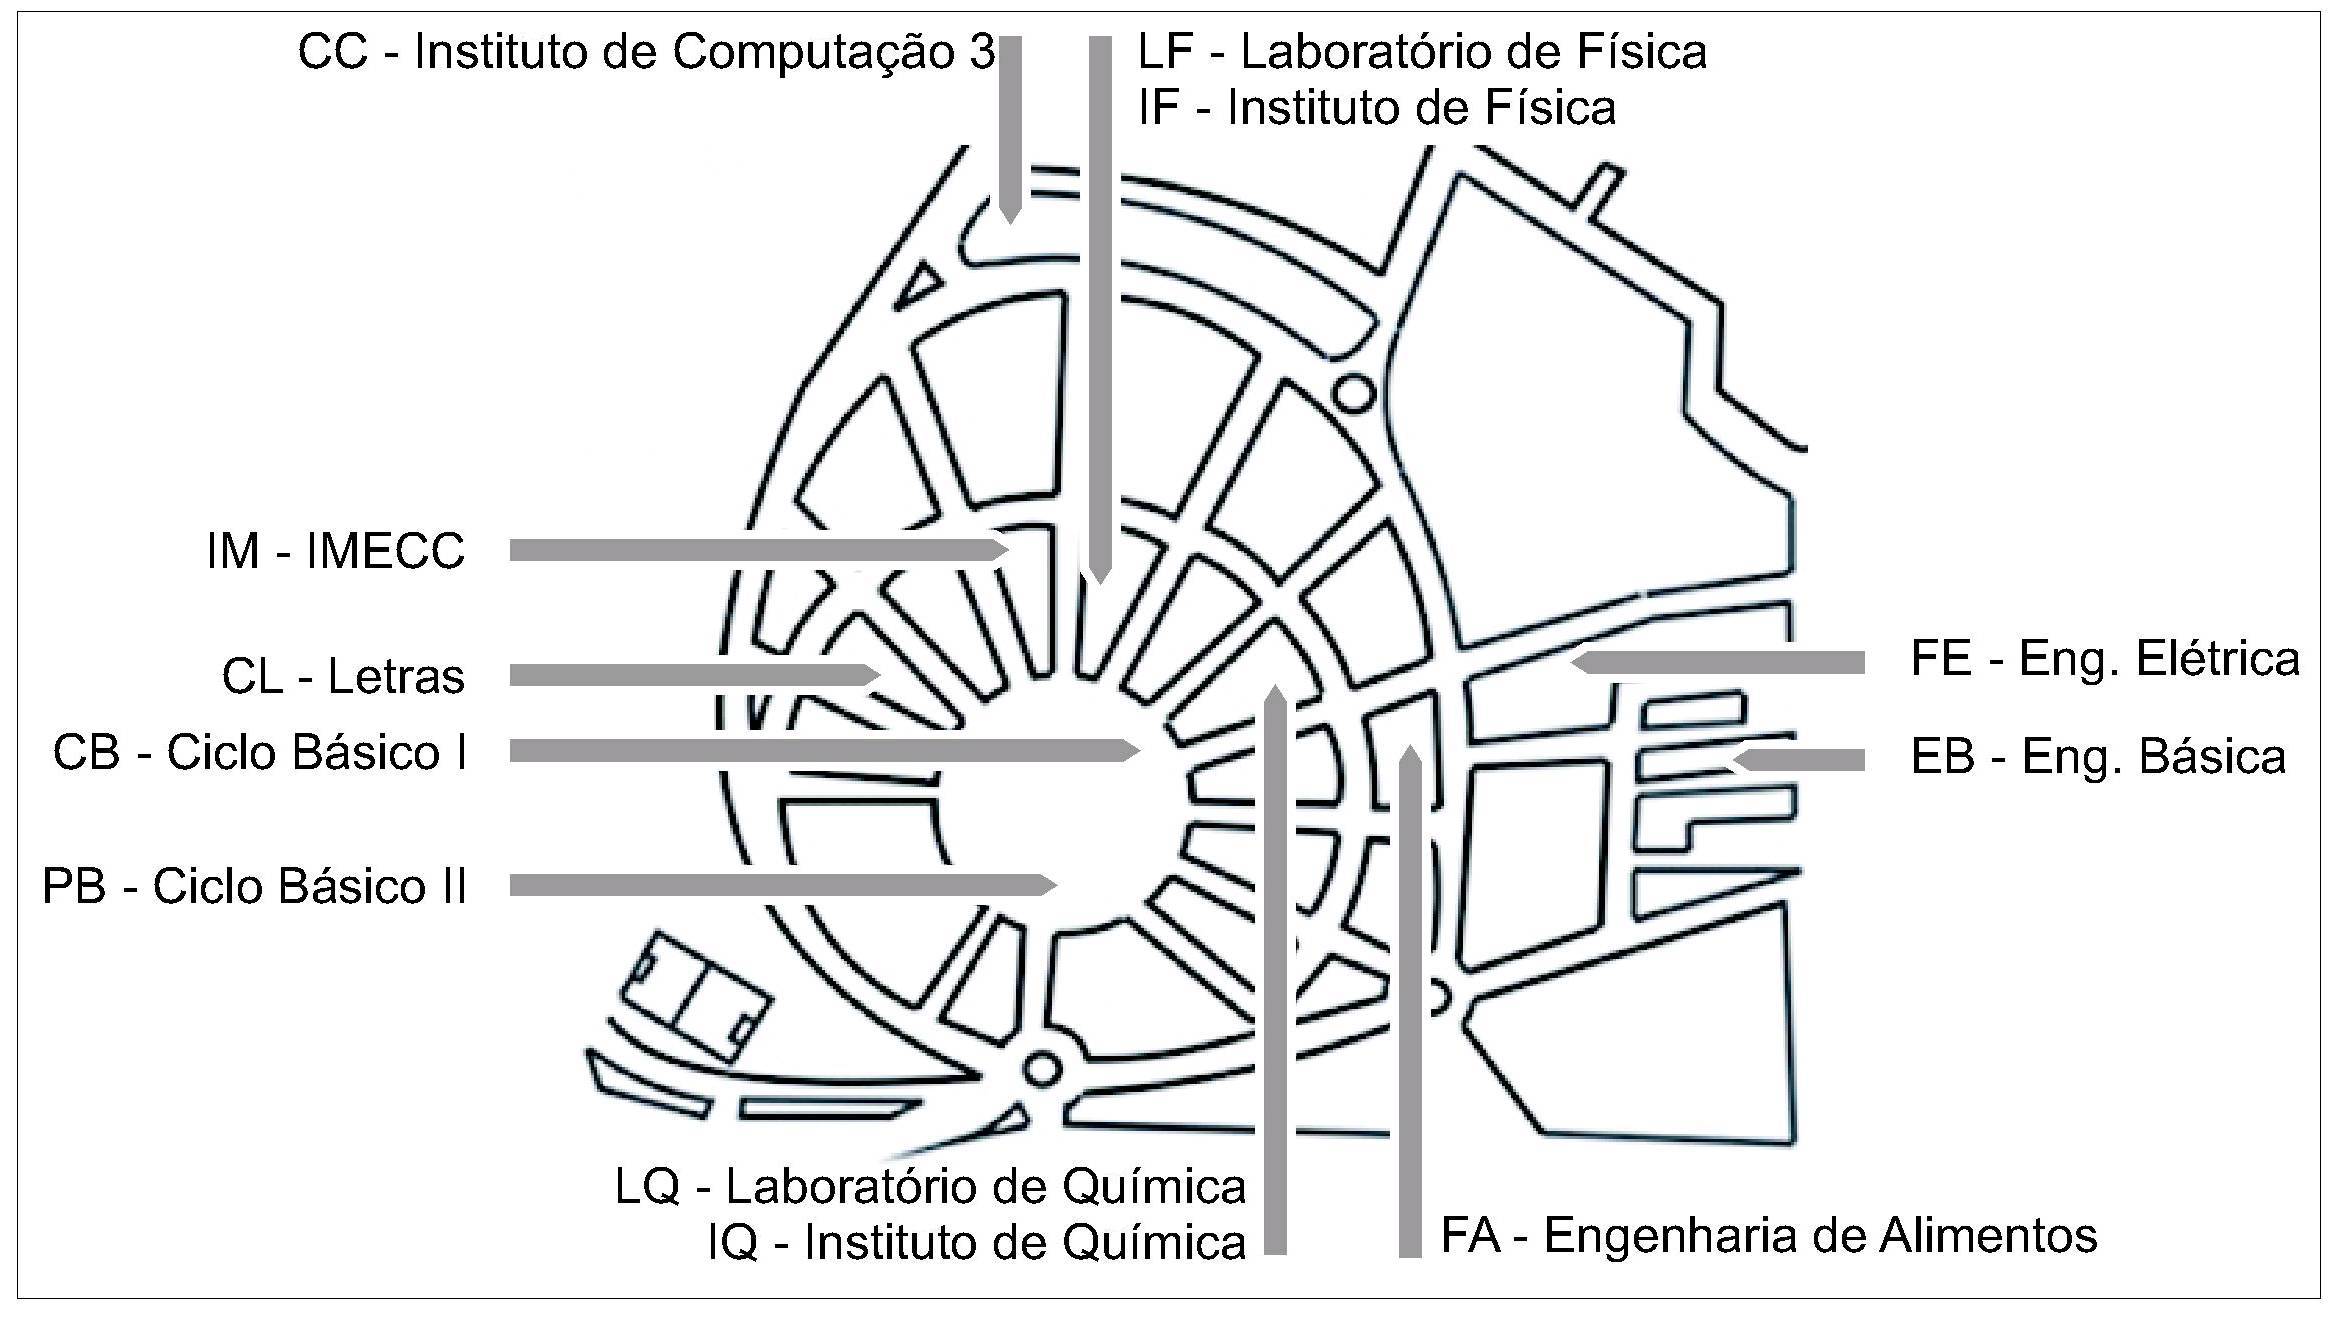 CC - Instituto de Computação 3
LF - Laboratório de Física
IF - Instituto de Física
IM - IMECC
CL - Letras
CB - Ciclo Básico I
PB - Ciclo Básico II
FE - Eng. Elétrica
EB - Eng. Básica
LQ - Laboratório de Química
IQ - Instituto de Química
FA - Engenharia de Alimentos